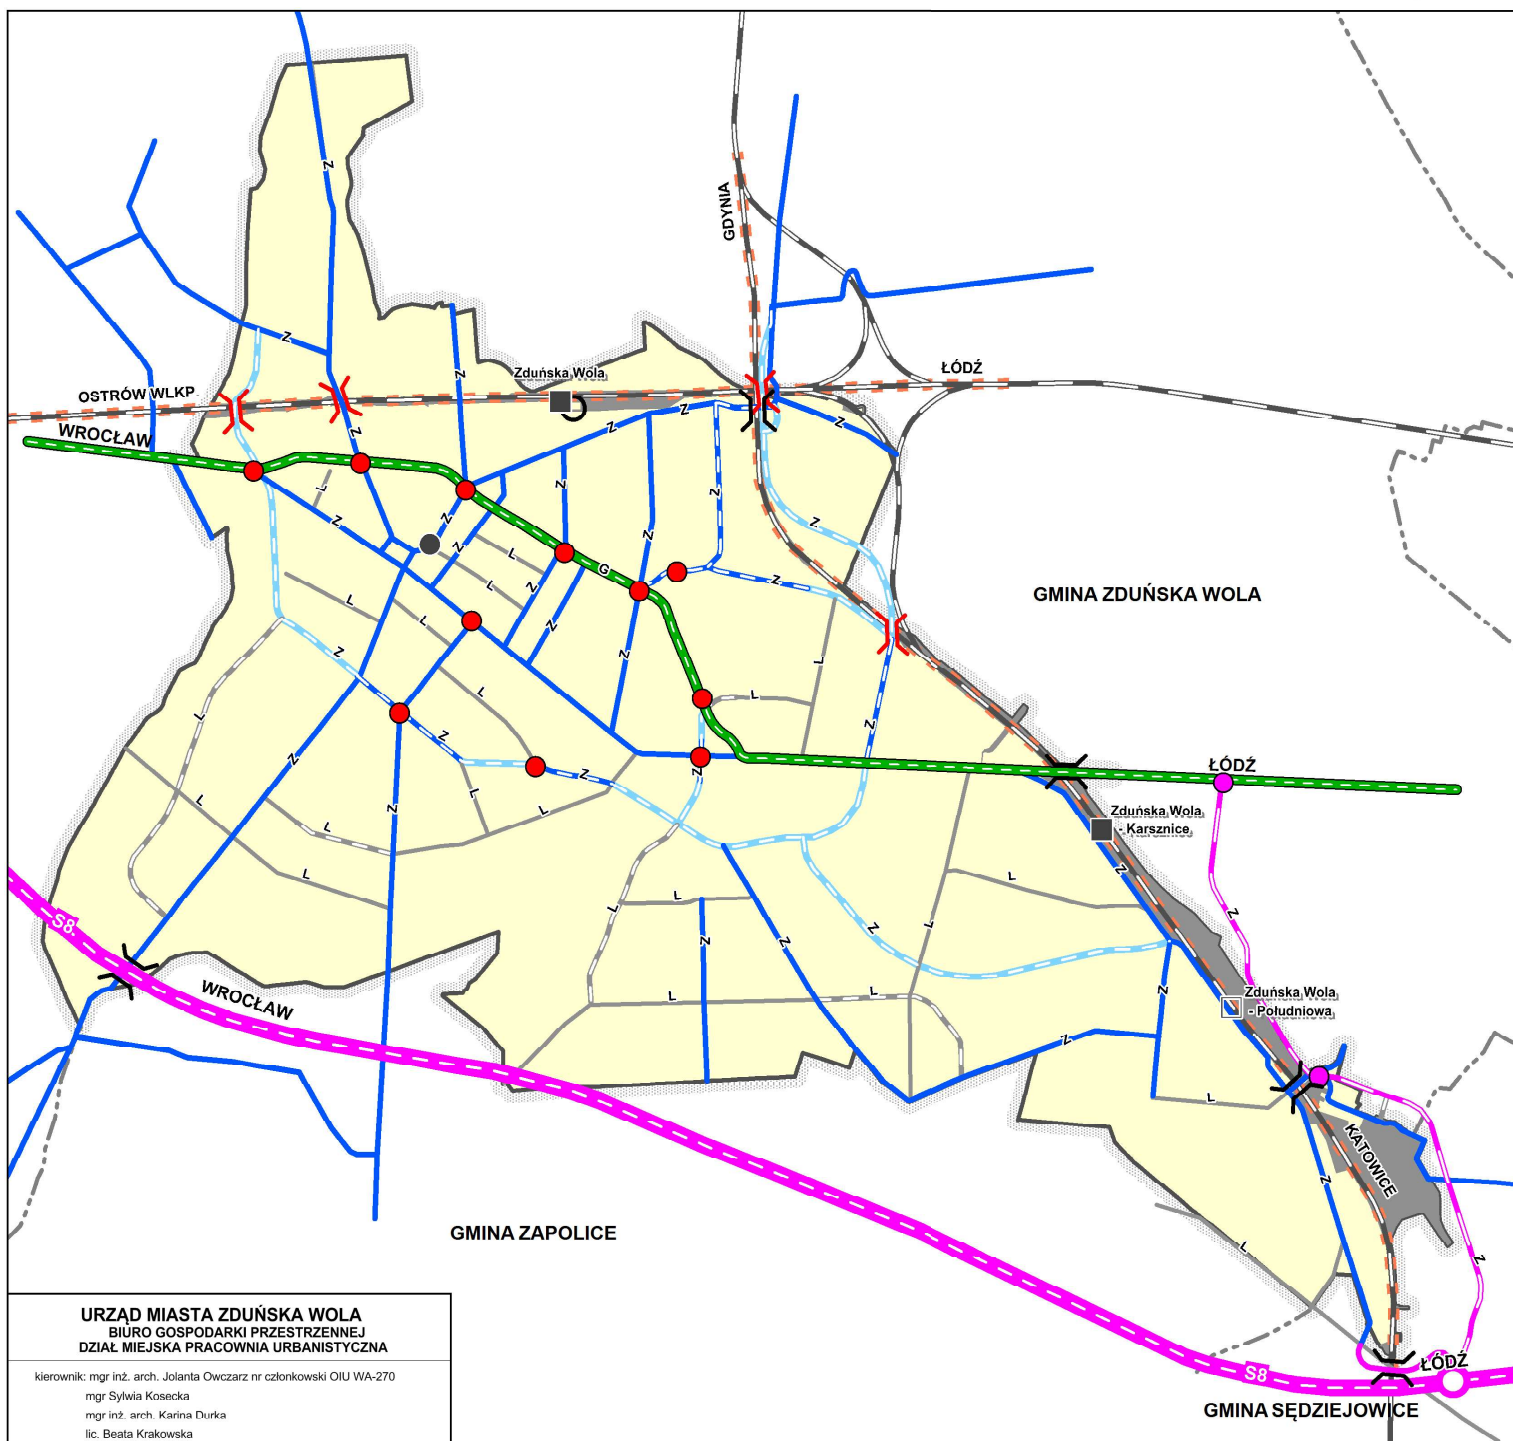 GDYNIA
Z
Z
Z
Zduńska Wola
ŁÓDŹ
OSTRÓW WLKP
WROCŁAW
Z
Z
Z
Z
Z
L
Z
Z
Z
Z
Z
Z
L
G
L
Z
Z
L
L
Z
Z
GMINA ZDUŃSKA WOLA
Z
Z
L
L
L
L
Z
Z
Z
Z
Z
ŁÓDŹ
L
L
L
Z
Zduńska Wola
- Karsznice
L
L
L
L
L
Z
Z
Z
Z
Z
L
S8
WROCŁAW
L
L
Z
Zduńska Wola
- Południowa
Z
L
KATOWICE
Z
GMINA ZAPOLICE
L
Z
S8
ŁÓDŹ
GMINA SĘDZIEJOWICE
URZĄD MIASTA ZDUŃSKA WOLA
BIURO GOSPODARKI PRZESTRZENNEJ
DZIAŁ MIEJSKA PRACOWNIA URBANISTYCZNA
kierownik: mgr inż. arch. Jolanta Owczarz nr członkowski OIU WA-270
mgr Sylwia Kosecka
mgr inż. arch. Karina Durka
lic. Beata Krakowska